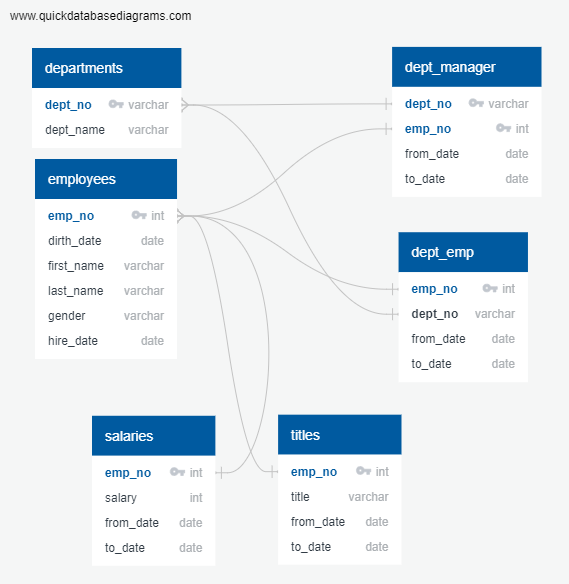 www.quickdatabasediagrams.com
departments
dept_no varchar
dept_name varchar
employees
emp_no int
dirth_date date
first_name varchar
last_name varchar
gender varchar
hire_date date
dept_manager
dept_no varchar
emp_no int
from_date date
to_date date
dept_emp
emp_no int
dept_no varchar
from_date date
to_date date
salaries
emp_no int
salary int
from_date date
to_date date
titles
emp_no int
title varchar
from_date date
to_date date